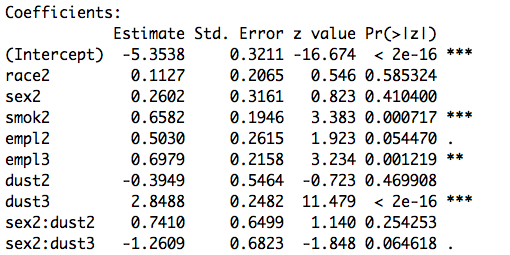 Coefficients:
Estimate Std. Error z value Pr(>|z|)
(Intercept) -5.3538 0.3211 -16.674 < 2e-16 ***
race2 0.1127 0.2065 0.546 0.585324
sex2 0.2602 0.3161 0.823 0.410400
smok2 0.6582 0.1946 3.383 0.000717 ***
empl2 0.5030 0.2615 1.923 0.054470 .
empl3 0.6979 0.2158 3.234 0.001219 **
dust2 -0.3949 0.5464 -0.723 0.469908
dust3 2.8488 0.2482 11.479 < 2e-16 ***
sex2:dust2 0.7410 0.6499 1.140 0.254253
sex2:dust3 -1.2609 0.6823 -1.848 0.064618 .